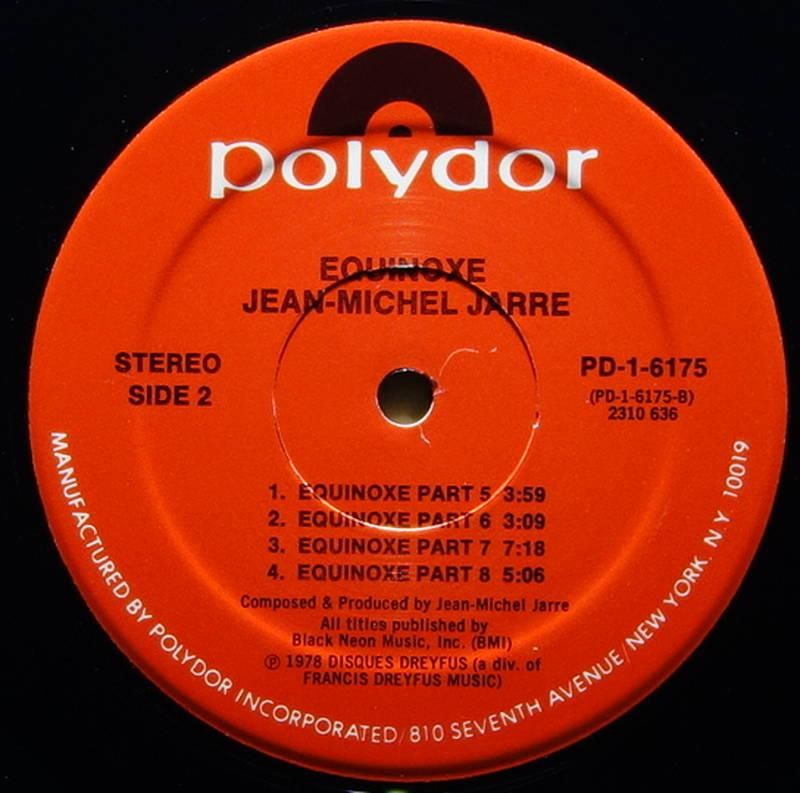 polydor
EQUINOXE
JEAN-MICHEL JARRE
STEREO
SIDE 2
PD-1-6175
(PD-1-6175-B)
2310 636
1. EQUINOXE PART 5 3:59
2. EQUINOXE PART 6 3:09
3. EQUINOXE PART 7 7:18
4. EQUINOXE PART 8 5:06
Composed & Produced by Jean-Michel Jarre
All titles published by
Black Neon Music, Inc. (BMI)
℗ 1978 DISQUES DREYFUS (a div. of
FRANCIS DREYFUS MUSIC)
MANUFACTURED BY POLYDOR INCORPORATED/810 SEVENTH AVENUE/NEW YORK. N.Y. 10019